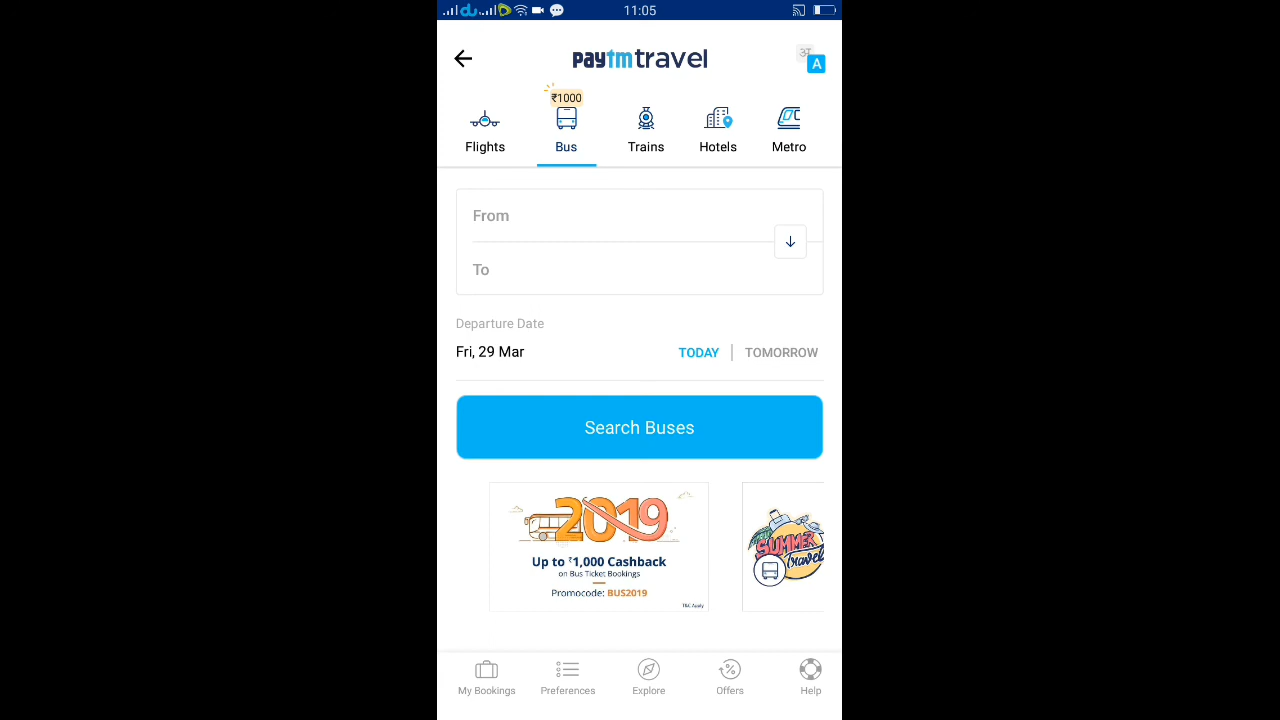 du 11:05
paytm travel
अ A
₹1000
Flights Bus Trains Hotels Metro
From
To
Departure Date
Fri, 29 Mar TODAY | TOMORROW
Search Buses
2019
Up to ₹1,000 Cashback
on Bus Ticket Bookings
Promocode: BUS2019
T&C Apply
SUMMER
travel
My Bookings Preferences Explore Offers Help